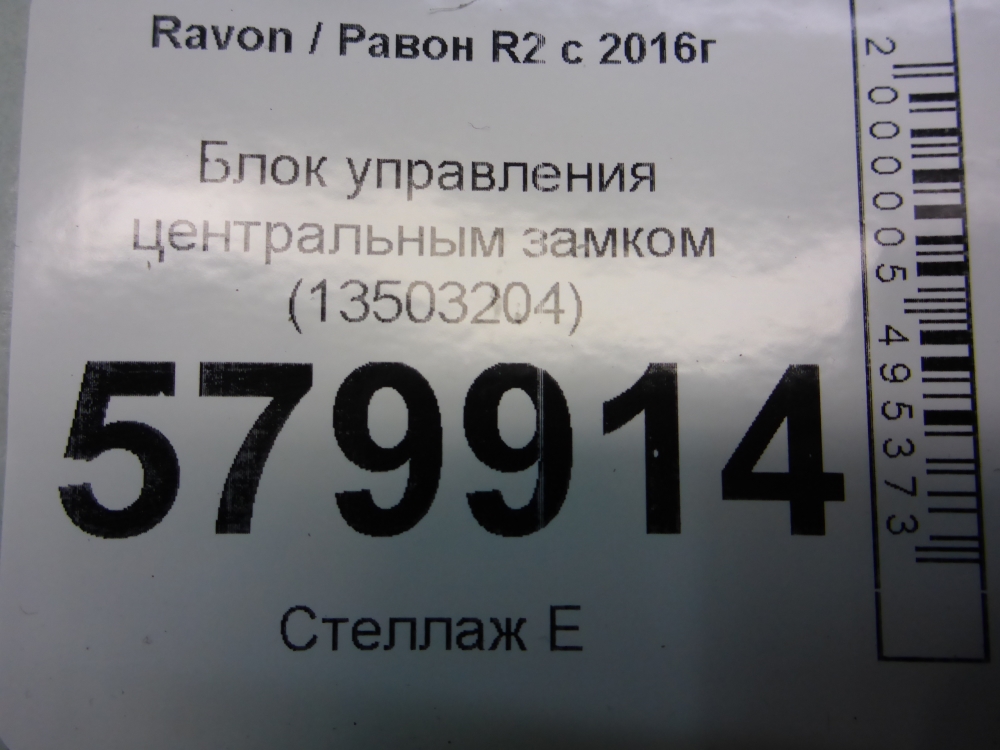 Ravon / Равон R2 с 2016г
Блок управления
центральным замком
(13503204)
579914
Стеллаж Е
2000005495373